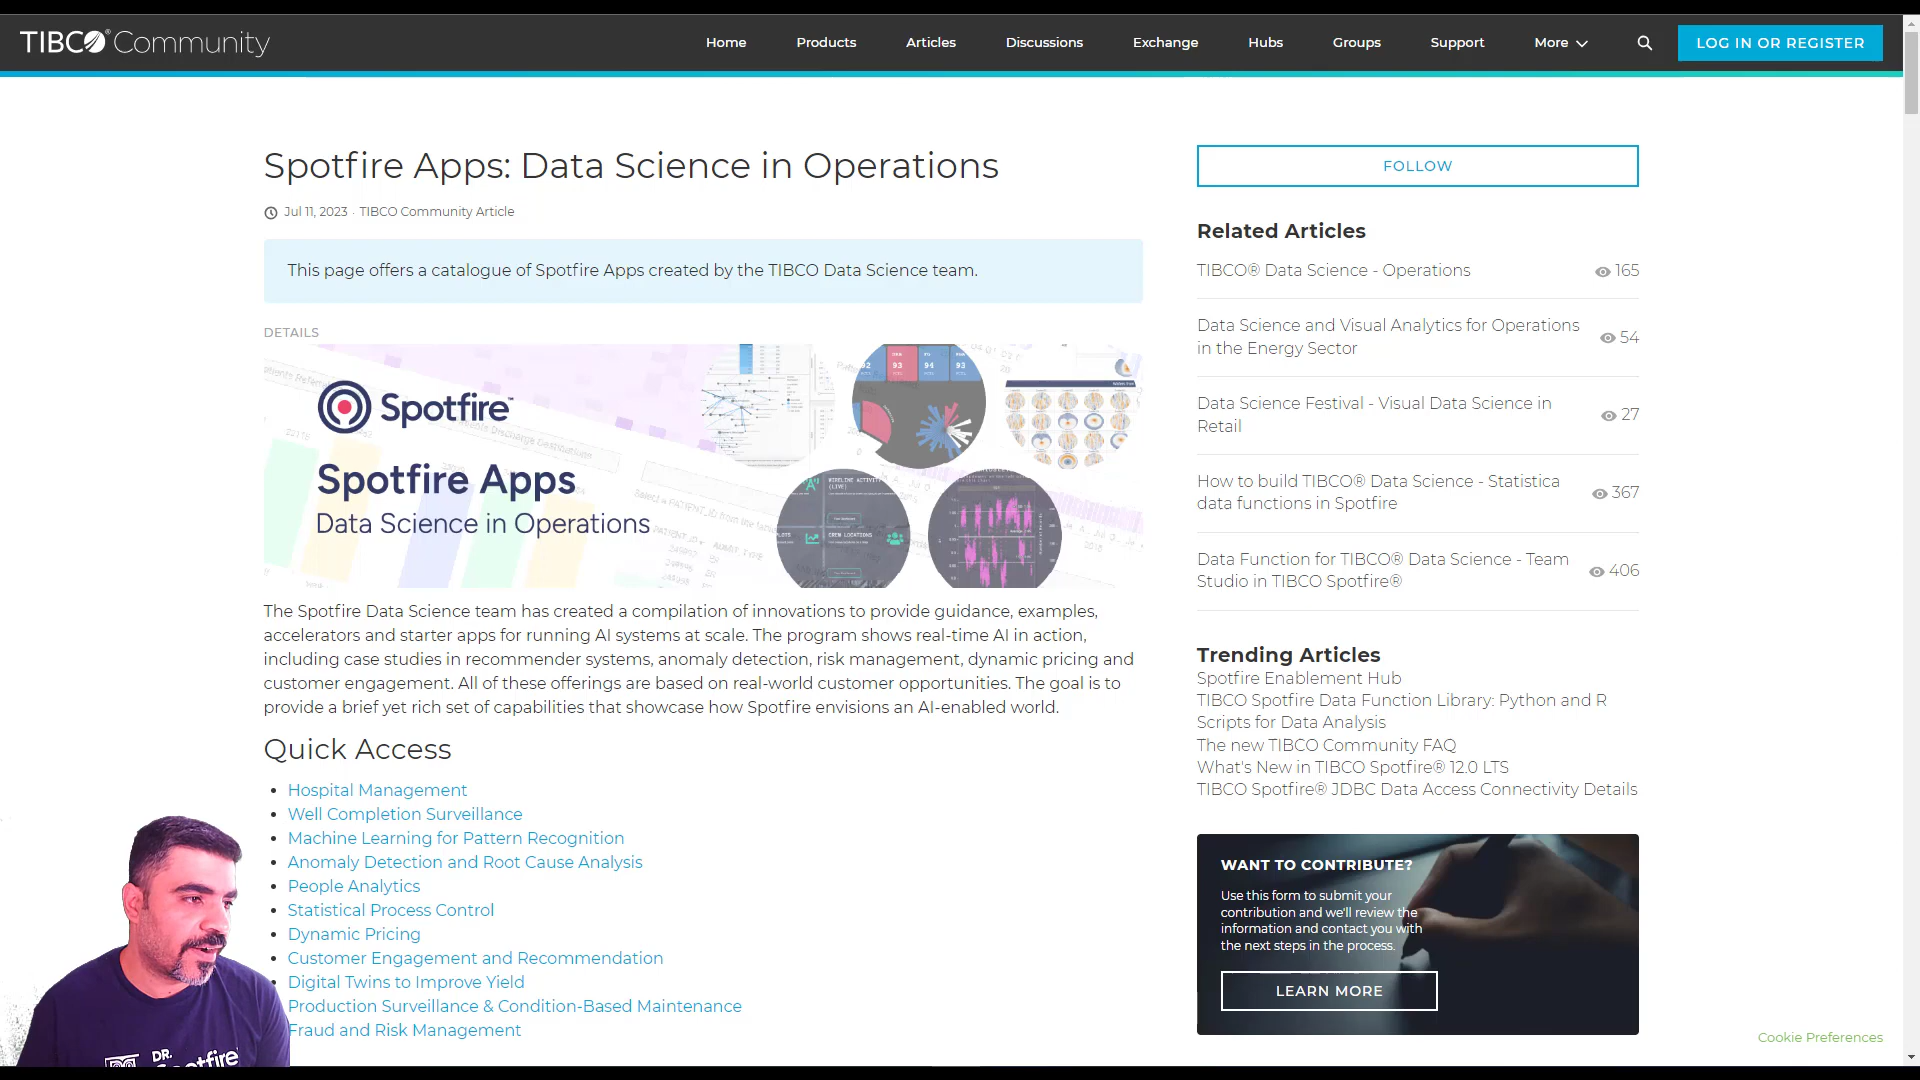 TIBCO® Community
Home
Products
Articles
Discussions
Exchange
Hubs
Groups
Support
More
LOG IN OR REGISTER
Spotfire Apps: Data Science in Operations
Jul 11, 2023 · TIBCO Community Article
This page offers a catalogue of Spotfire Apps created by the TIBCO Data Science team.
DETAILS
Spotfire™
Spotfire Apps
Data Science in Operations
The Spotfire Data Science team has created a compilation of innovations to provide guidance, examples,
accelerators and starter apps for running AI systems at scale. The program shows real-time AI in action,
including case studies in recommender systems, anomaly detection, risk management, dynamic pricing and
customer engagement. All of these offerings are based on real-world customer opportunities. The goal is to
provide a brief yet rich set of capabilities that showcase how Spotfire envisions an AI-enabled world.
Quick Access
Hospital Management
Well Completion Surveillance
Machine Learning for Pattern Recognition
Anomaly Detection and Root Cause Analysis
People Analytics
Statistical Process Control
Dynamic Pricing
Customer Engagement and Recommendation
Digital Twins to Improve Yield
Production Surveillance & Condition-Based Maintenance
Fraud and Risk Management
DR.
FOLLOW
Related Articles
TIBCO® Data Science - Operations
165
Data Science and Visual Analytics for Operations
in the Energy Sector
54
Data Science Festival - Visual Data Science in
Retail
27
How to build TIBCO® Data Science - Statistica
data functions in Spotfire
367
Data Function for TIBCO® Data Science - Team
Studio in TIBCO Spotfire®
406
Trending Articles
Spotfire Enablement Hub
TIBCO Spotfire Data Function Library: Python and R
Scripts for Data Analysis
The new TIBCO Community FAQ
What's New in TIBCO Spotfire® 12.0 LTS
TIBCO Spotfire® JDBC Data Access Connectivity Details
WANT TO CONTRIBUTE?
Use this form to submit your
contribution and we'll review the
information and contact you with
the next steps in the process.
LEARN MORE
Cookie Preferences